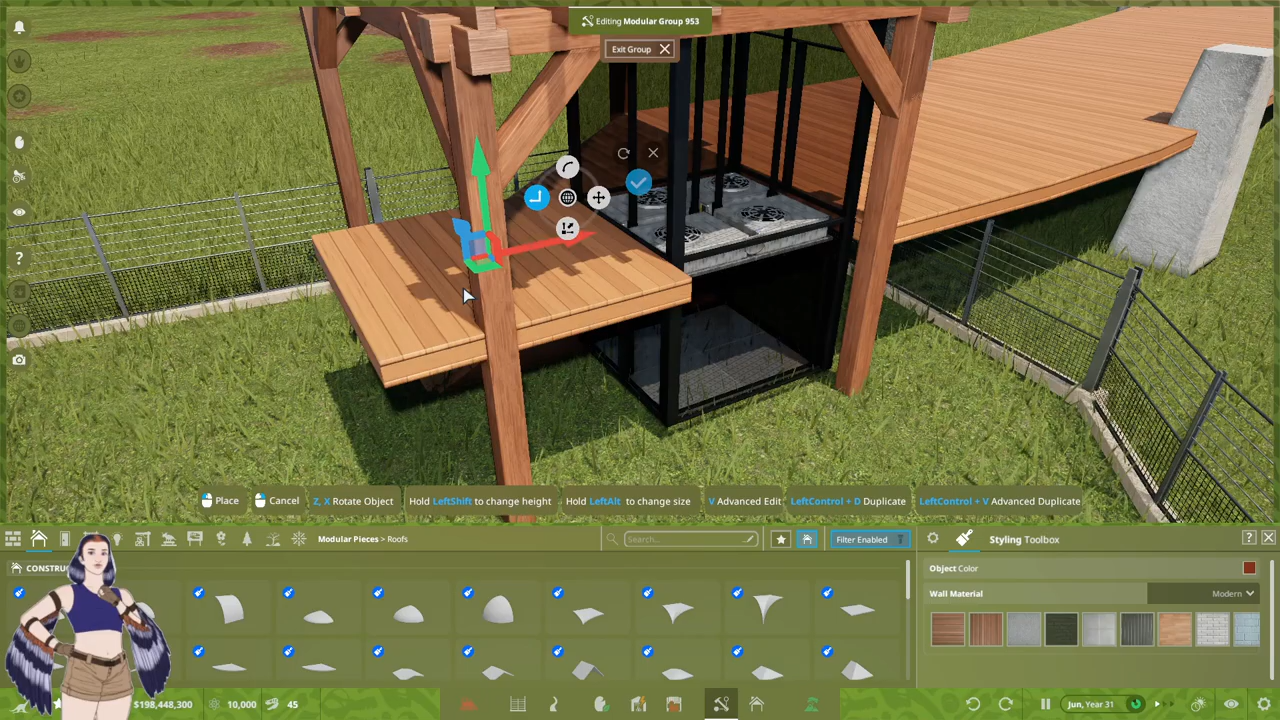 Editing Modular Group 953
Exit Group
Place
Cancel
Z, X Rotate Object
Hold LeftShift to change height
Hold LeftAlt to change size
V Advanced Edit
LeftControl + D Duplicate
LeftControl + V Advanced Duplicate
Modular Pieces > Roofs
Search...
Filter Enabled
Styling Toolbox
?
Object Color
Wall Material
Modern
$198,448,300
10,000
45
Jun, Year 31